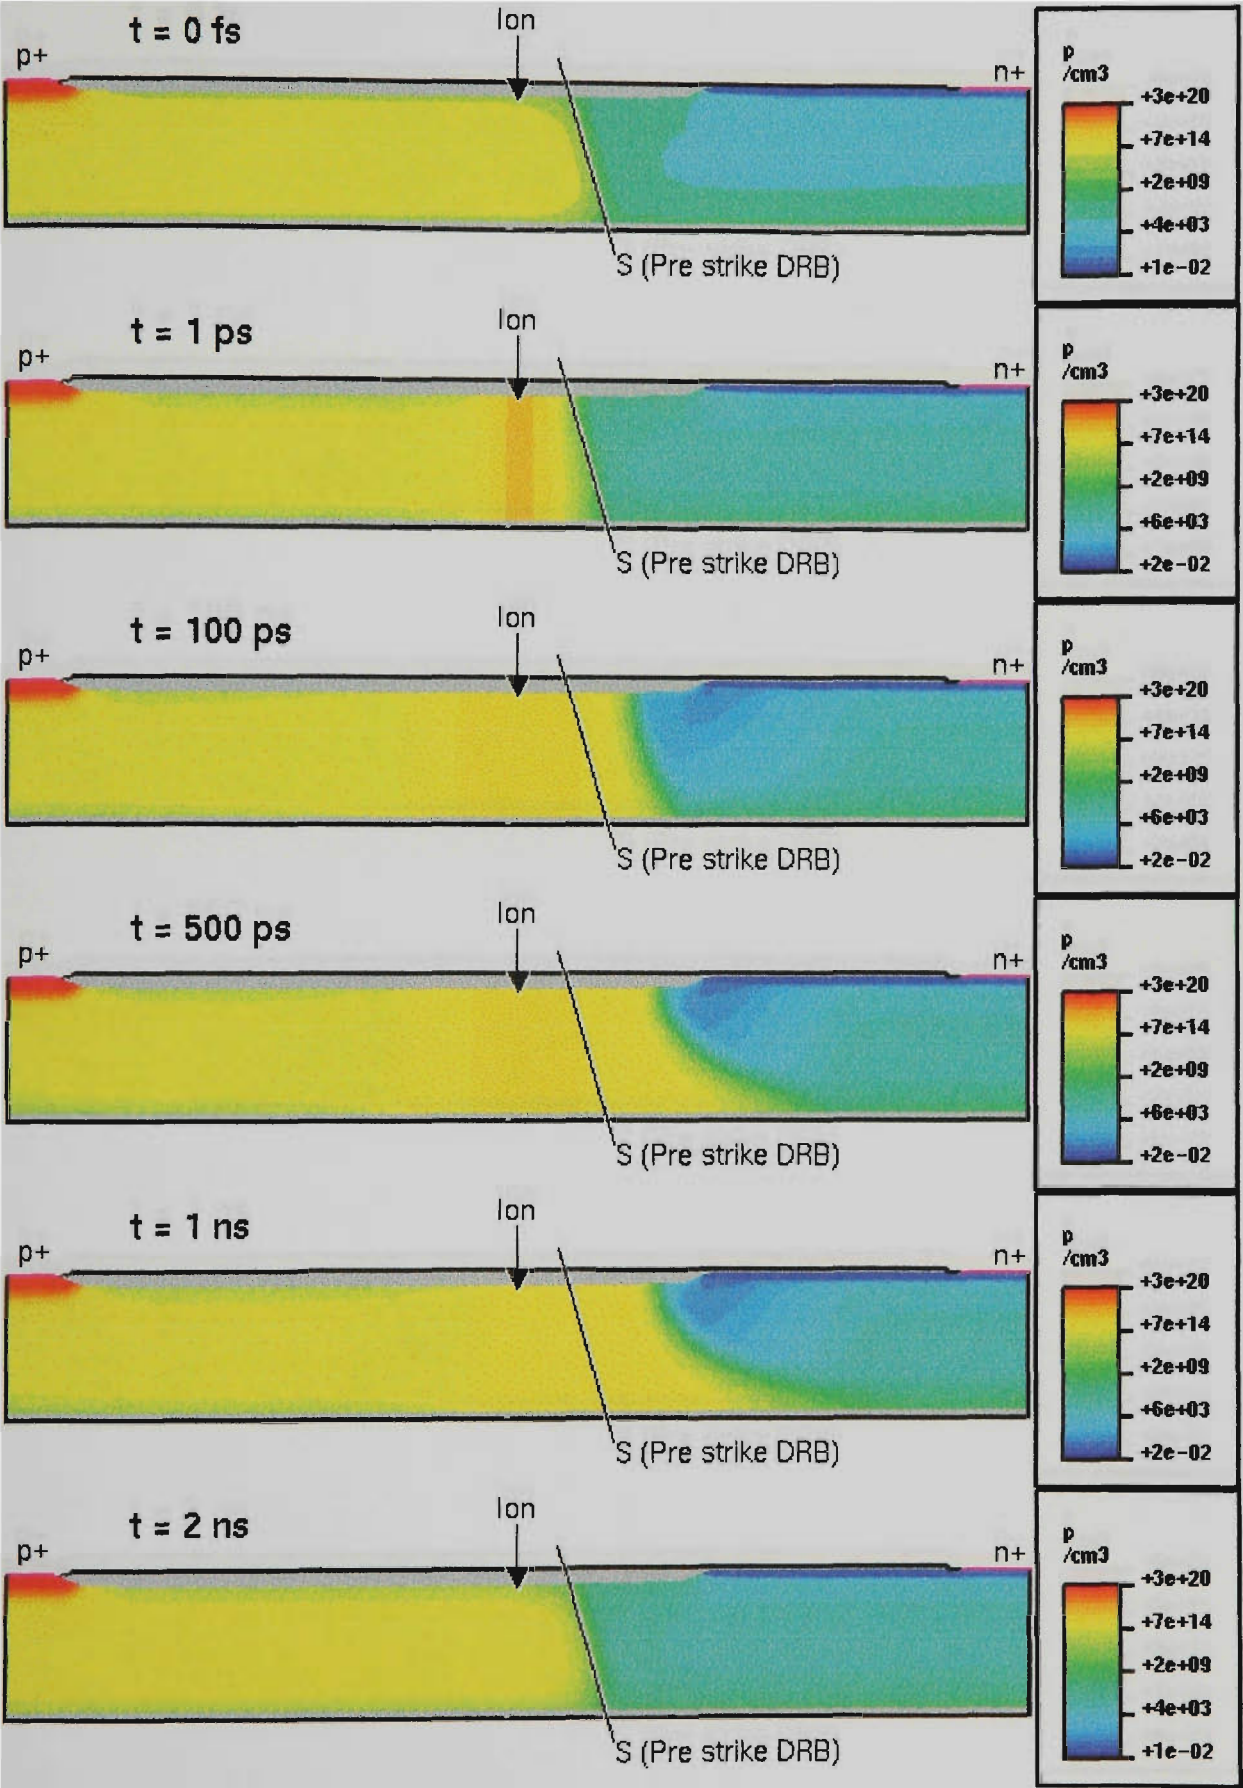 t = 0 fs
Ion
p+
n+
S (Pre strike DRB)
p
/cm3
+3e+20
+7e+14
+2e+09
+4e+03
+1e-02
t = 1 ps
Ion
p+
n+
S (Pre strike DRB)
p
/cm3
+3e+20
+7e+14
+2e+09
+6e+03
+2e-02
t = 100 ps
Ion
p+
n+
S (Pre strike DRB)
p
/cm3
+3e+20
+7e+14
+2e+09
+6e+03
+2e-02
t = 500 ps
Ion
p+
n+
S (Pre strike DRB)
p
/cm3
+3e+20
+7e+14
+2e+09
+6e+03
+2e-02
t = 1 ns
Ion
p+
n+
S (Pre strike DRB)
p
/cm3
+3e+20
+7e+14
+2e+09
+6e+03
+2e-02
t = 2 ns
Ion
p+
n+
S (Pre strike DRB)
p
/cm3
+3e+20
+7e+14
+2e+09
+4e+03
+1e-02